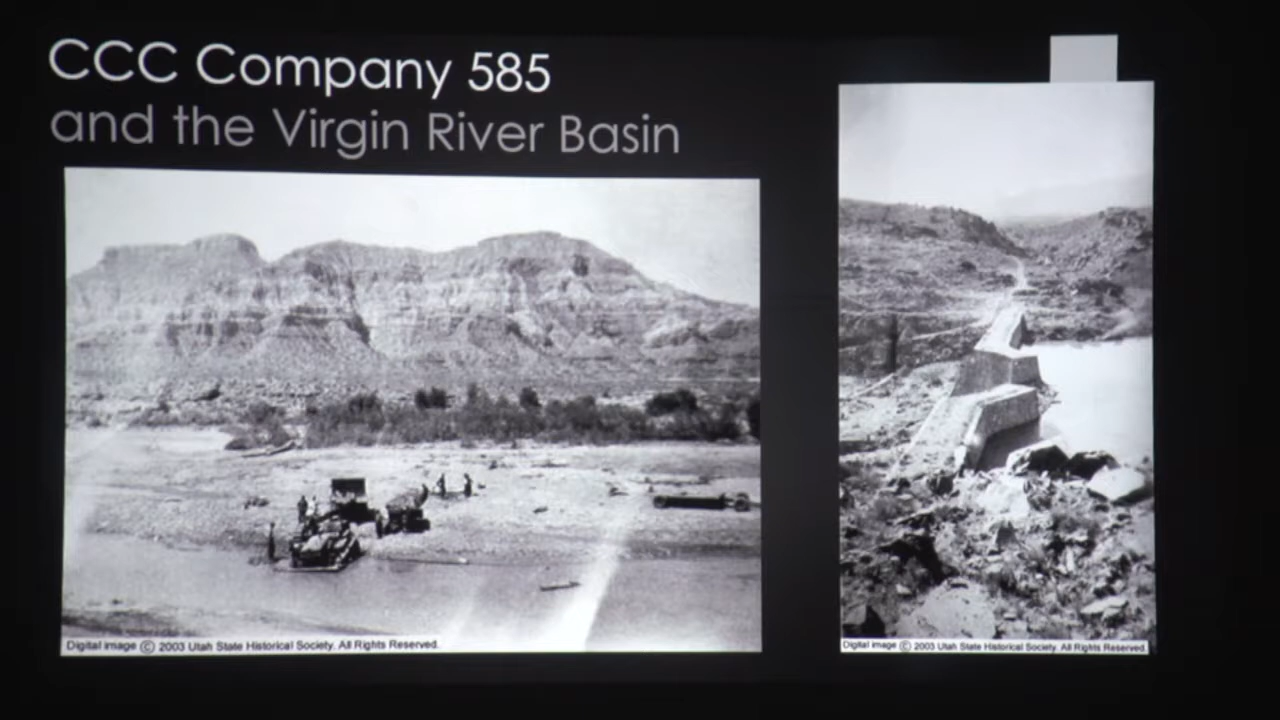 CCC Company 585
and the Virgin River Basin
Digital image © 2003 Utah State Historical Society. All Rights Reserved.
Digital image © 2003 Utah State Historical Society. All Rights Reserved.